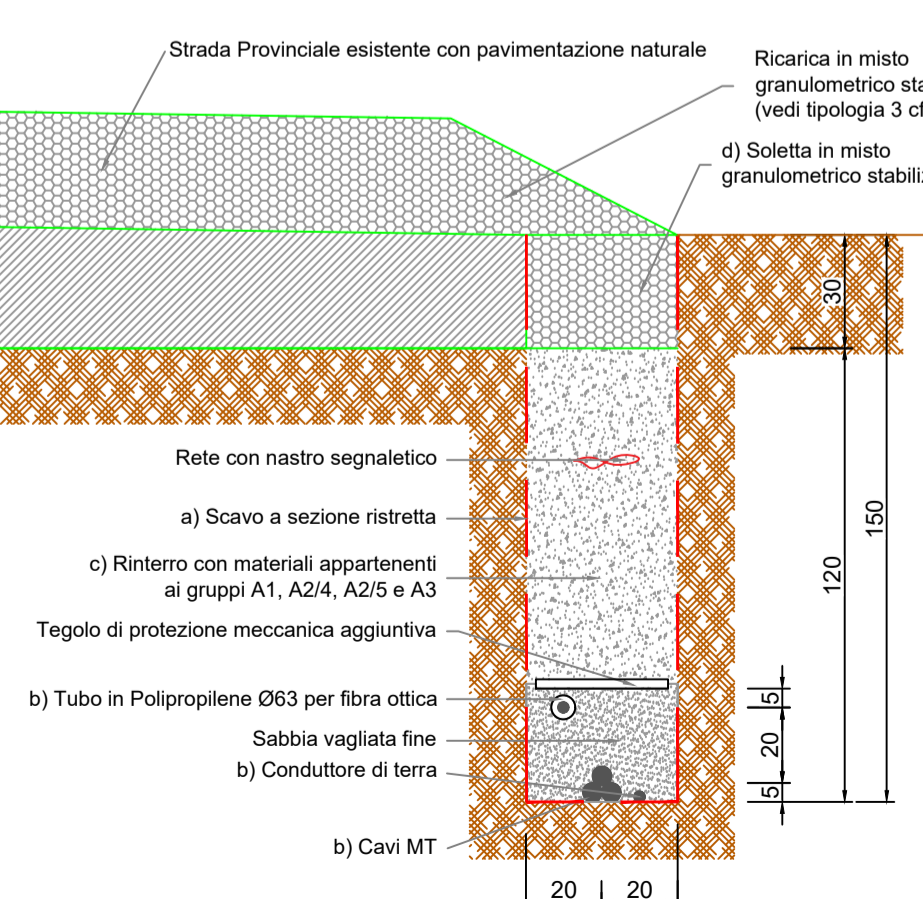 Strada Provinciale esistente con pavimentazione naturale
Ricarica in misto
granulometrico sta
(vedi tipologia 3 cf
d) Soletta in misto
granulometrico stabiliz
30
Rete con nastro segnaletico
a) Scavo a sezione ristretta
c) Rinterro con materiali appartenenti
ai gruppi A1, A2/4, A2/5 e A3
Tegolo di protezione meccanica aggiuntiva
b) Tubo in Polipropilene Ø63 per fibra ottica
Sabbia vagliata fine
b) Conduttore di terra
b) Cavi MT
120
150
5
20
5
20
20